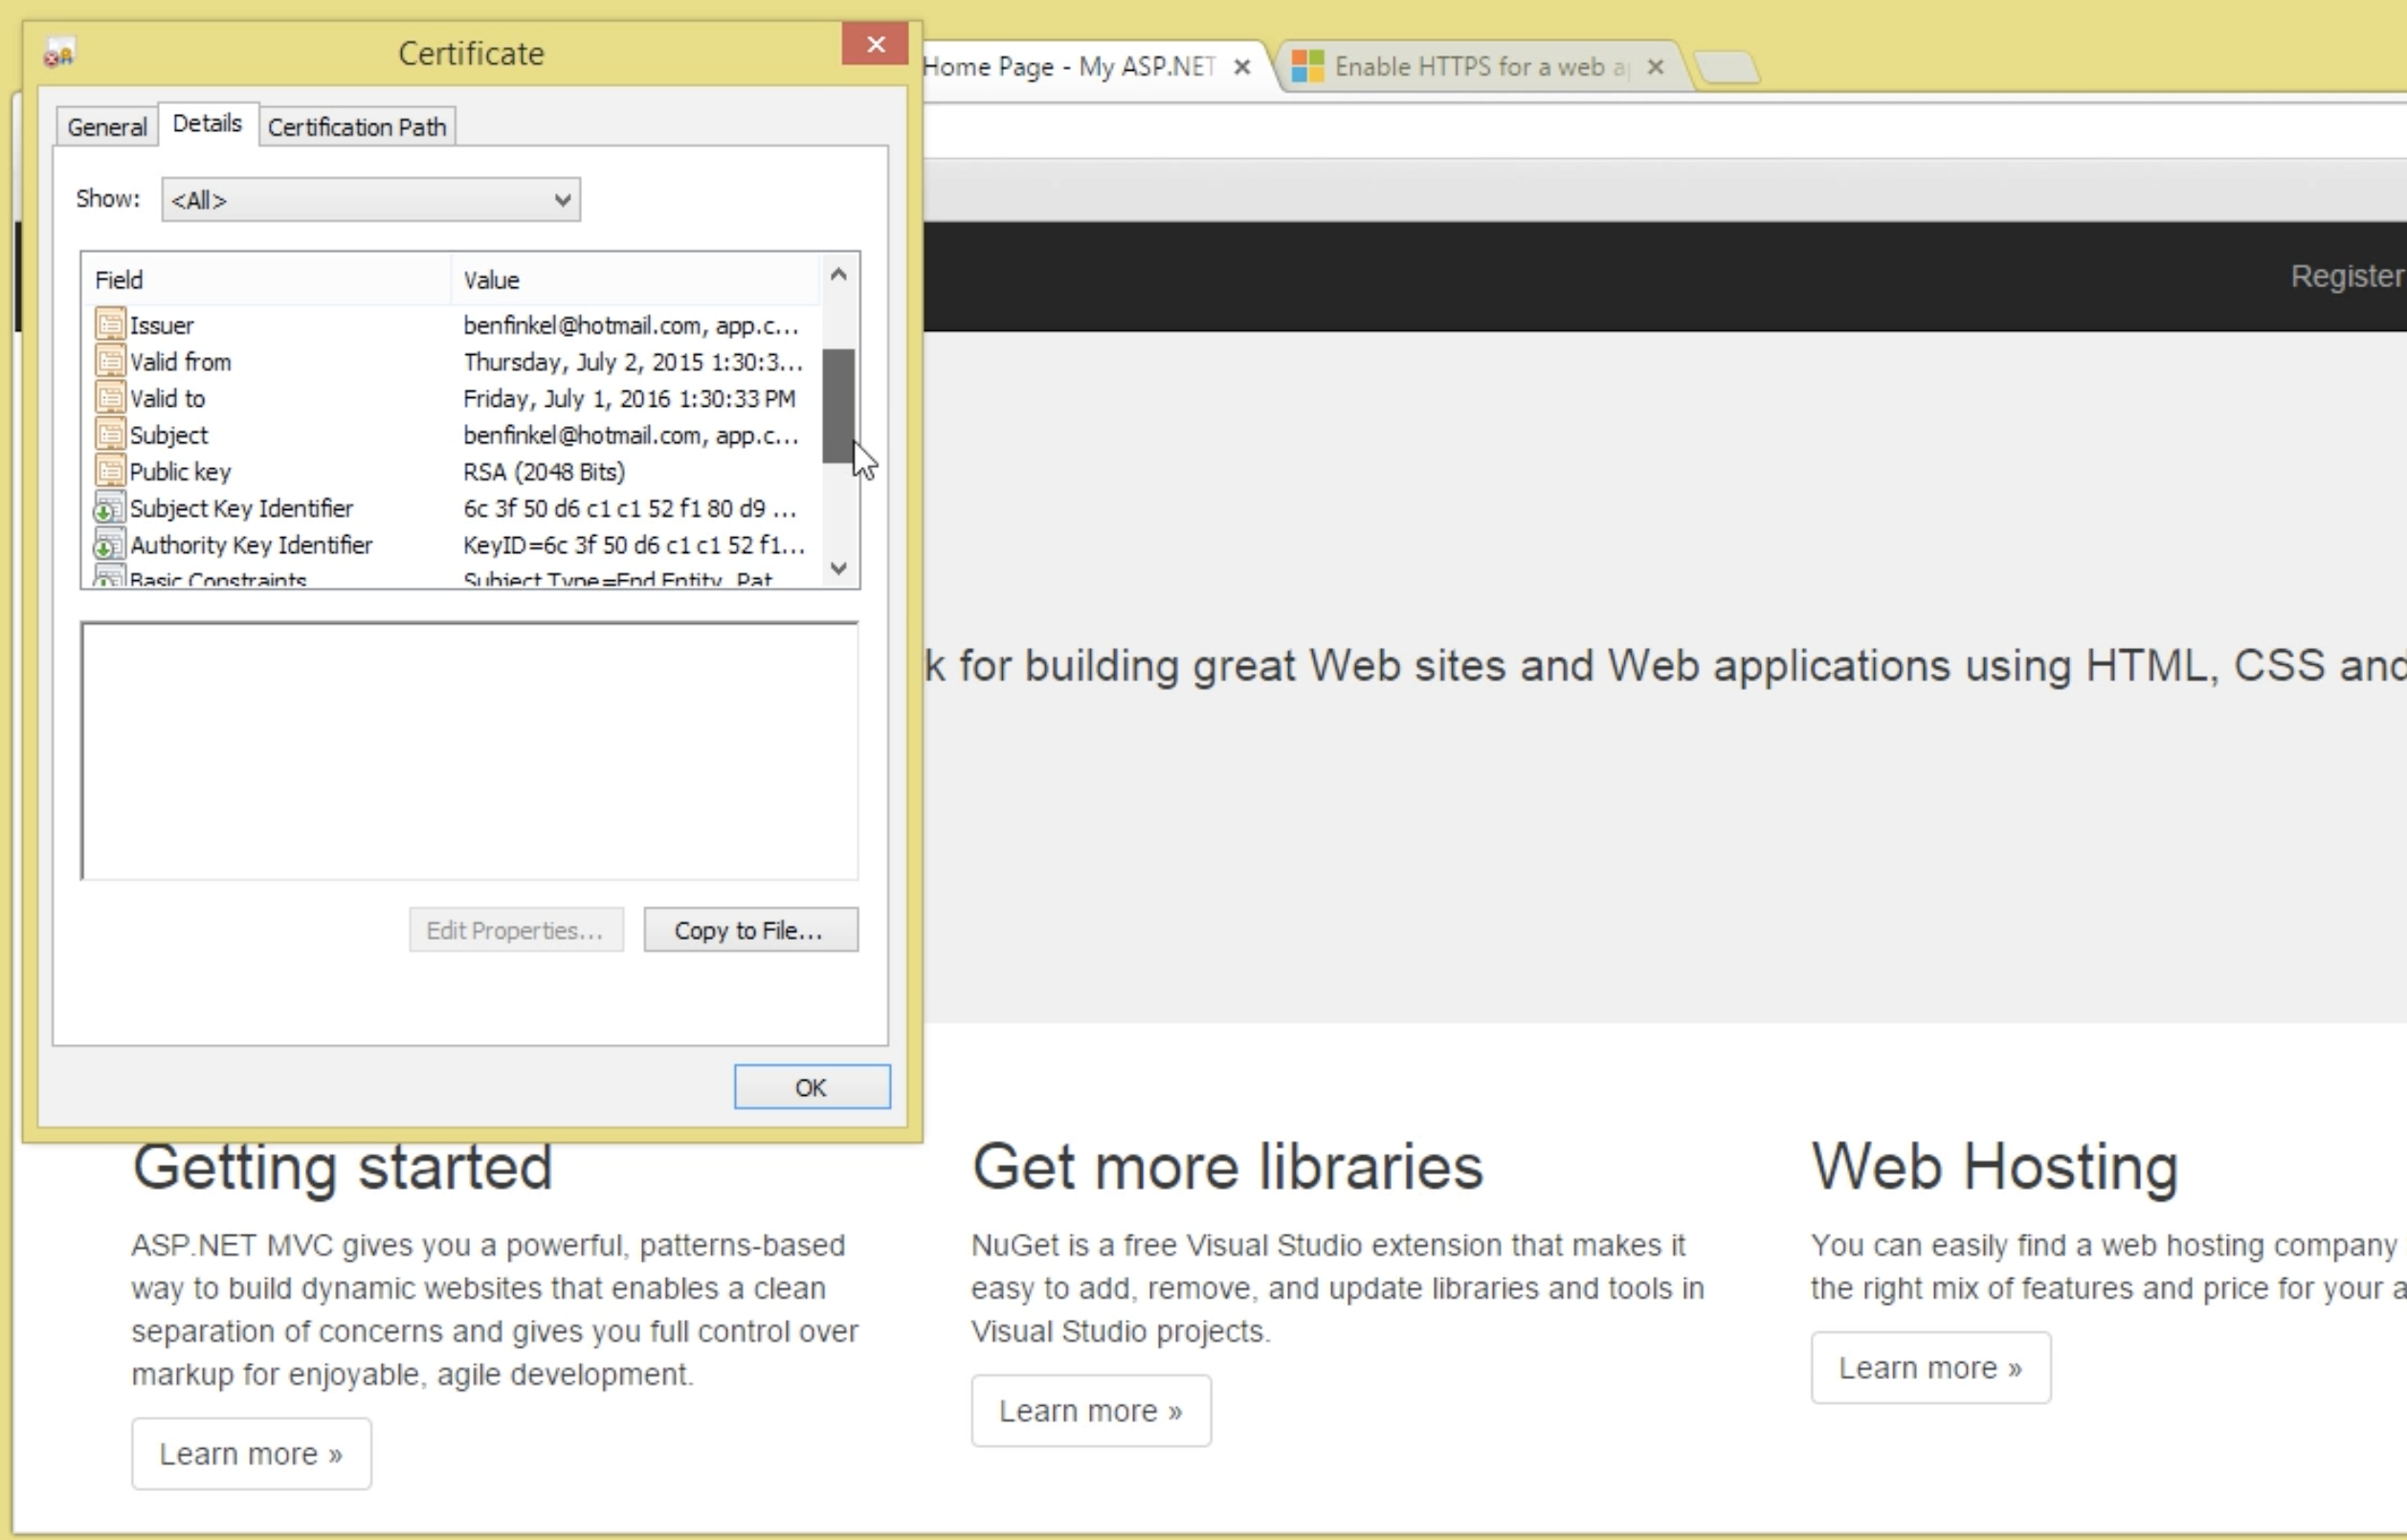 Certificate
Home Page - My ASP.NET
Enable HTTPS for a web a
General
Details
Certification Path
Show:
<All>
Field Value
Issuer benfinkel@hotmail.com, app.c...
Valid from Thursday, July 2, 2015 1:30:3...
Valid to Friday, July 1, 2016 1:30:33 PM
Subject benfinkel@hotmail.com, app.c...
Public key RSA (2048 Bits)
Subject Key Identifier 6c 3f 50 d6 c1 c1 52 f1 80 d9 ...
Authority Key Identifier KeyID=6c 3f 50 d6 c1 c1 52 f1...
Basic Constraints Subject Type=End Entity, Pat...
Edit Properties...
Copy to File...
OK
Register
k for building great Web sites and Web applications using HTML, CSS and
Getting started
ASP.NET MVC gives you a powerful, patterns-based
way to build dynamic websites that enables a clean
separation of concerns and gives you full control over
markup for enjoyable, agile development.
Learn more »
Get more libraries
NuGet is a free Visual Studio extension that makes it
easy to add, remove, and update libraries and tools in
Visual Studio projects.
Learn more »
Web Hosting
You can easily find a web hosting company
the right mix of features and price for your a
Learn more »